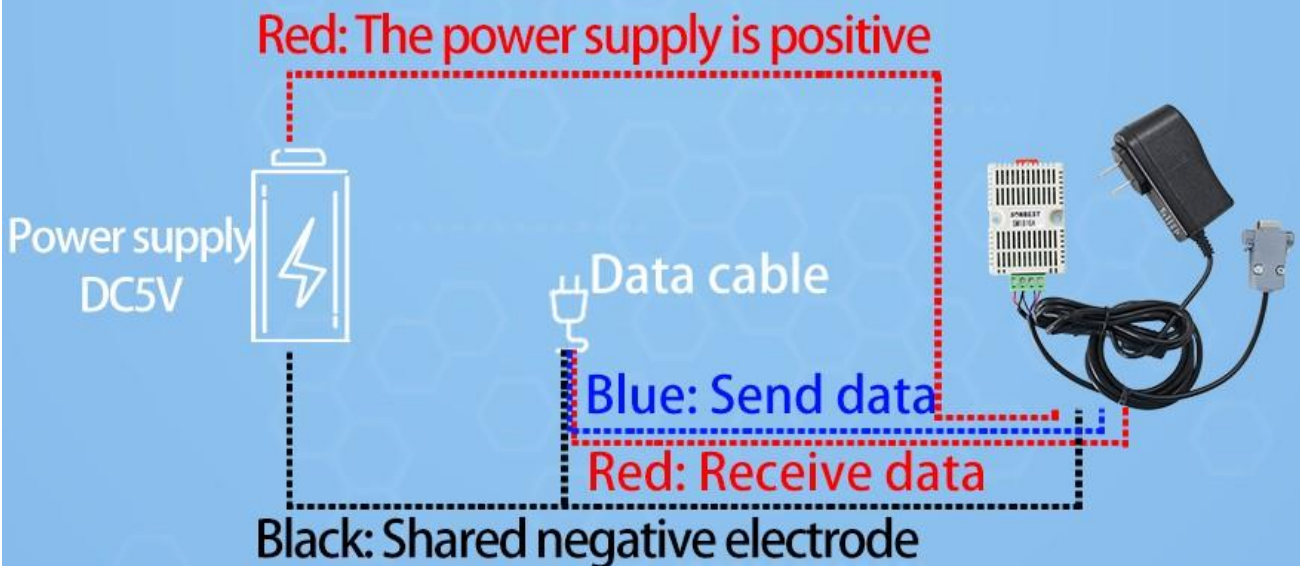 Red: The power supply is positive
Power supply
DC5V
SONBEST
Data cable
Blue: Send data
Red: Receive data
Black: Shared negative electrode